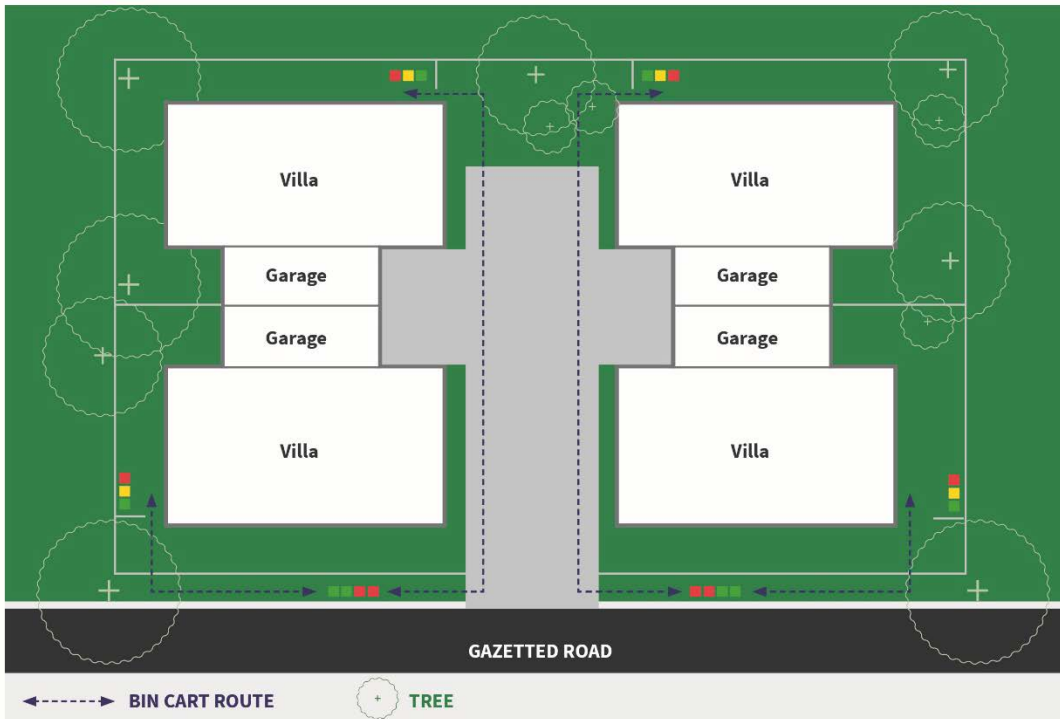 Villa
Villa
Garage
Garage
Garage
Garage
Villa
Villa
GAZETTED ROAD
BIN CART ROUTE
TREE